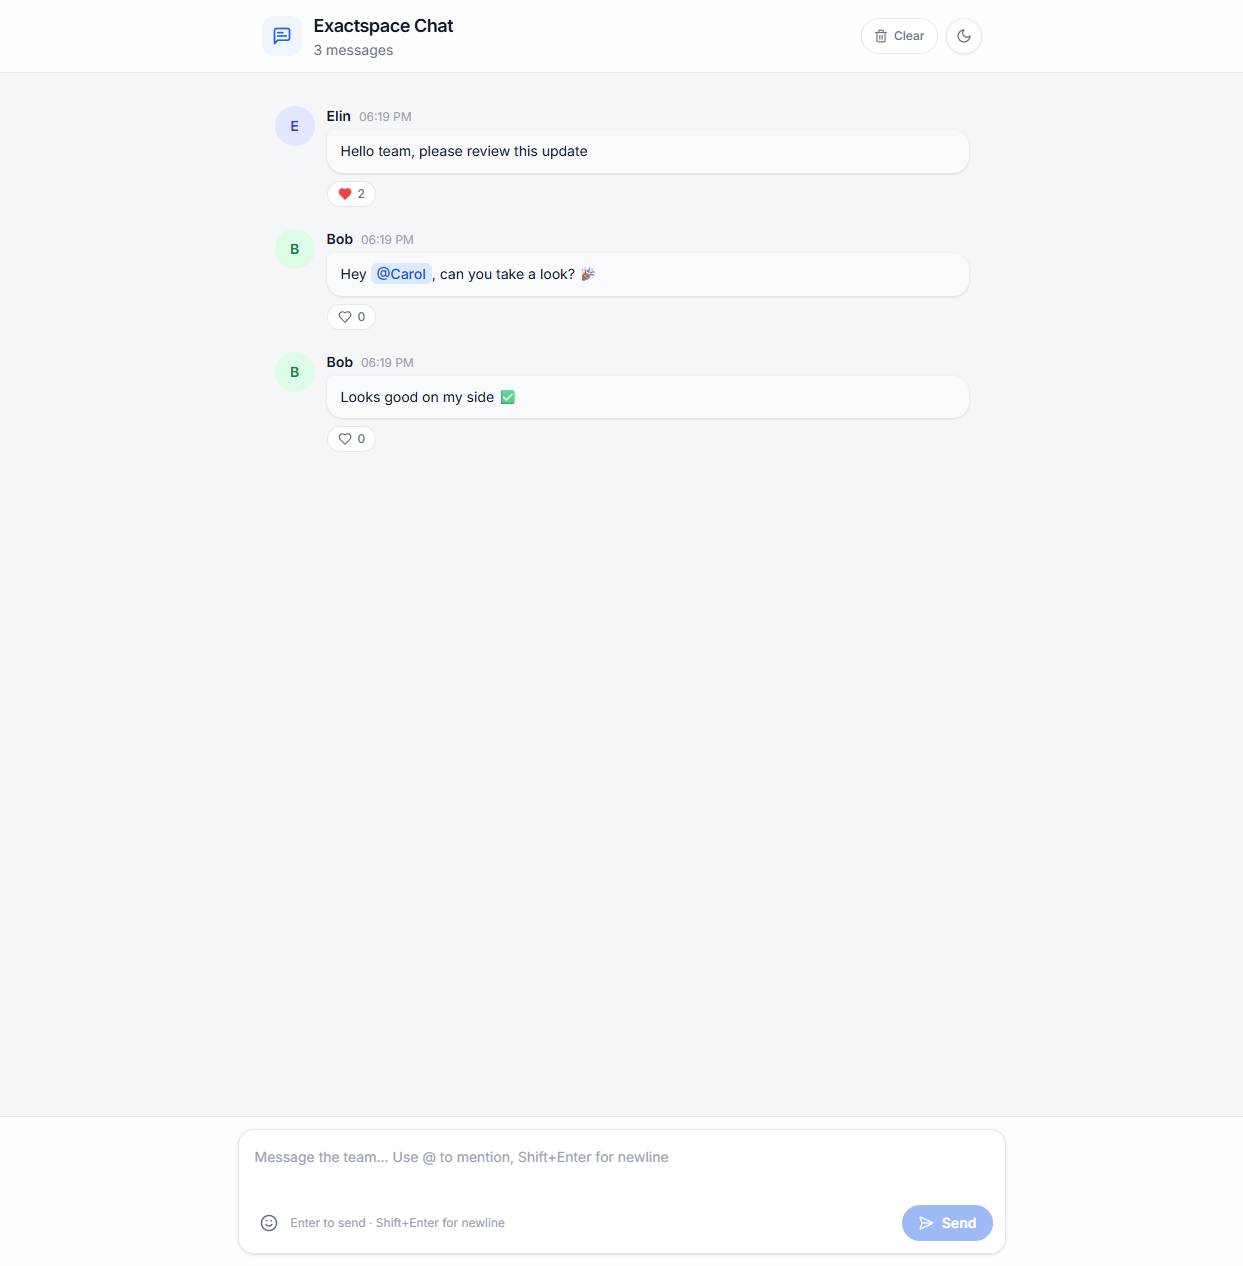 Exactspace Chat
3 messages
Clear
E
Elin 06:19 PM
Hello team, please review this update
2
B
Bob 06:19 PM
Hey @Carol, can you take a look? 🎉
0
B
Bob 06:19 PM
Looks good on my side ✅
0
Message the team... Use @ to mention, Shift+Enter for newline
Enter to send · Shift+Enter for newline
Send